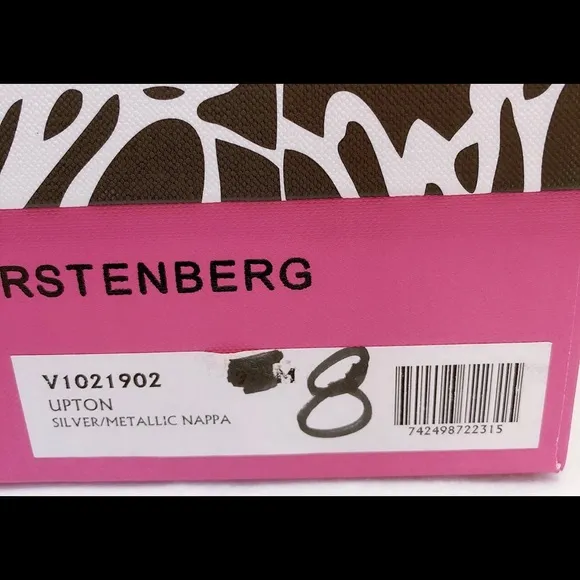 RSTENBERG
V1021902
M
8
UPTON
SILVER/METALLIC NAPPA
742498722315